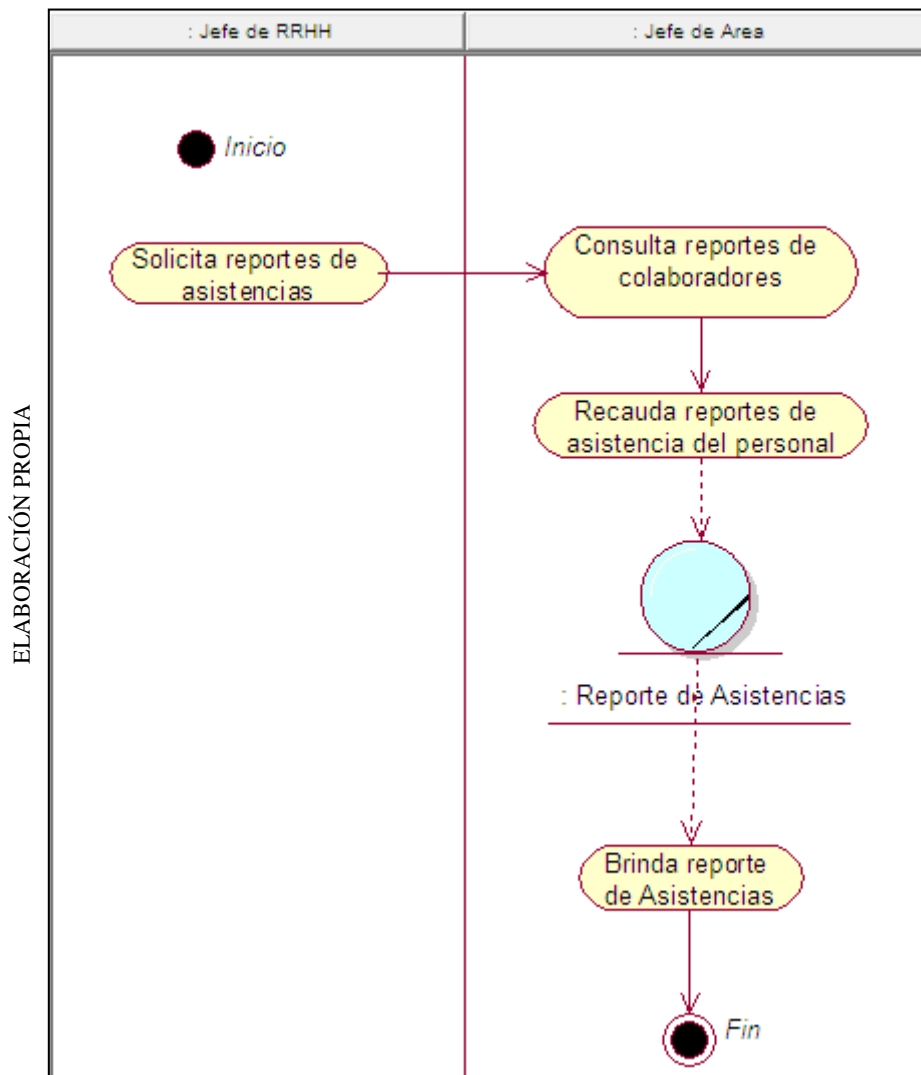 : Jefe de RRHH
: Jefe de Area
Inicio
Solicita reportes de
asistencias
Consulta reportes de
colaboradores
Recauda reportes de
asistencia del personal
: Reporte de Asistencias
Brinda reporte
de Asistencias
Fin
ELABORACIÓN PROPIA